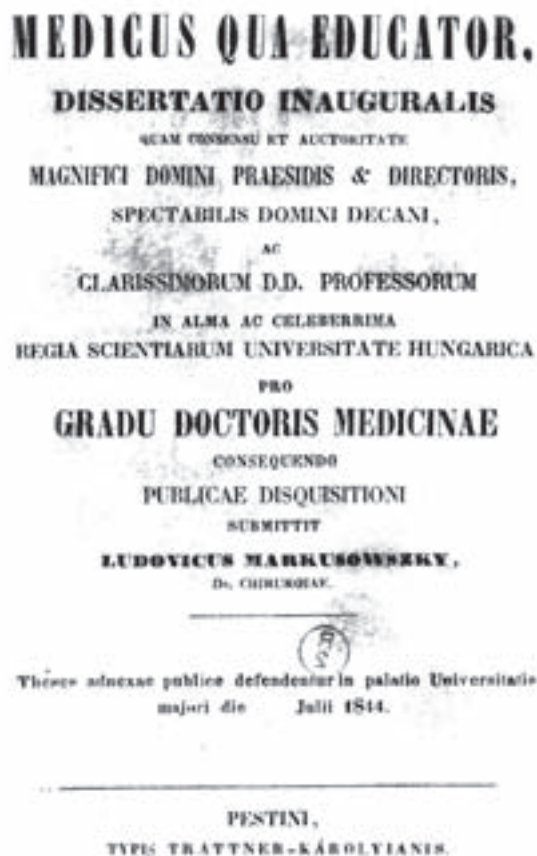 MEDICUS QUA EDUCATOR,
DISSERTATIO INAUGURALIS
QUAM CONSENSU ET AUCTORITATE
MAGNIFICI DOMINI PRAESIDIS & DIRECTORIS,
SPECTABILIS DOMINI DECANI,
AC
CLARISSIMORUM D.D. PROFESSORUM
IN ALMA AC CELEBERRIMA
REGIA SCIENTIARUM UNIVERSITATE HUNGARICA
PRO
GRADU DOCTORIS MEDICINAE
CONSEQUENDO
PUBLICAE DISQUISITIONI
SUBMITTIT
LUDOVICUS MARKUSOWSZKY,
Dr. CHIRURGIAE.
adnexae publice defendentur in palatio Universitatis
majori die Julii 1844.
PESTINI,
TYPIS TRATTNER-KÁROLYIANIS.